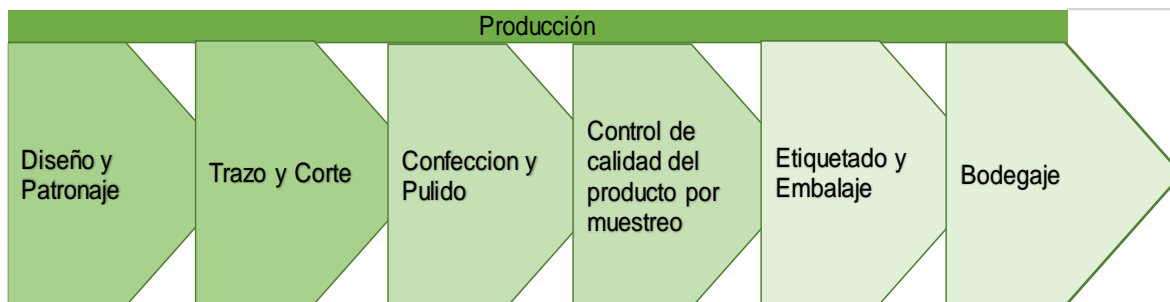 Producción
Diseño y
Patronaje
Trazo y Corte
Confeccion y
Pulido
Control de
calidad del
producto por
muestreo
Etiquetado y
Embalaje
Bodegaje